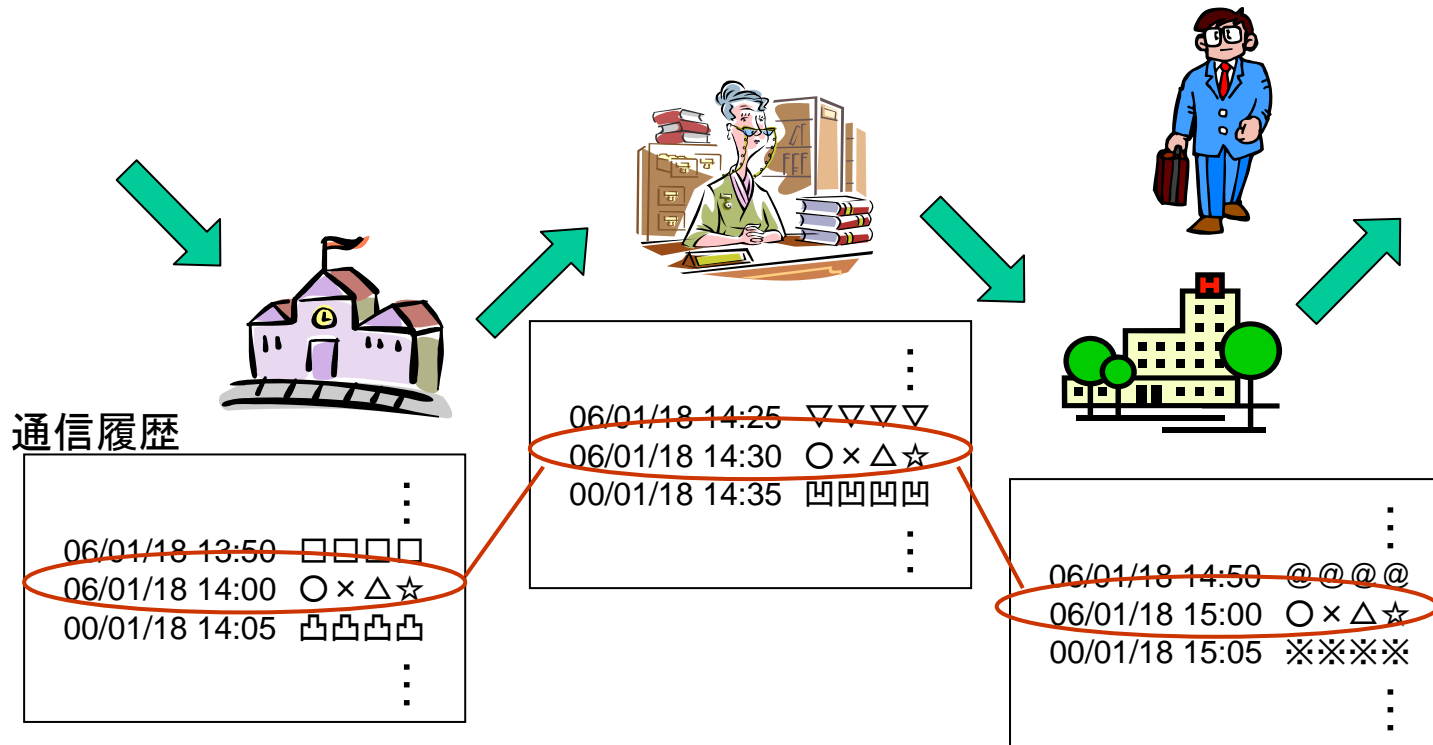 通信履歴
06/01/18 13:50 □□□□
06/01/18 14:00 ○×△☆
00/01/18 14:05 凸凸凸凸
06/01/18 14:25 ▽▽▽▽
06/01/18 14:30 ○×△☆
00/01/18 14:35 凹凹凹凹
H
06/01/18 14:50 @@@@
06/01/18 15:00 ○×△☆
00/01/18 15:05 ※※※※